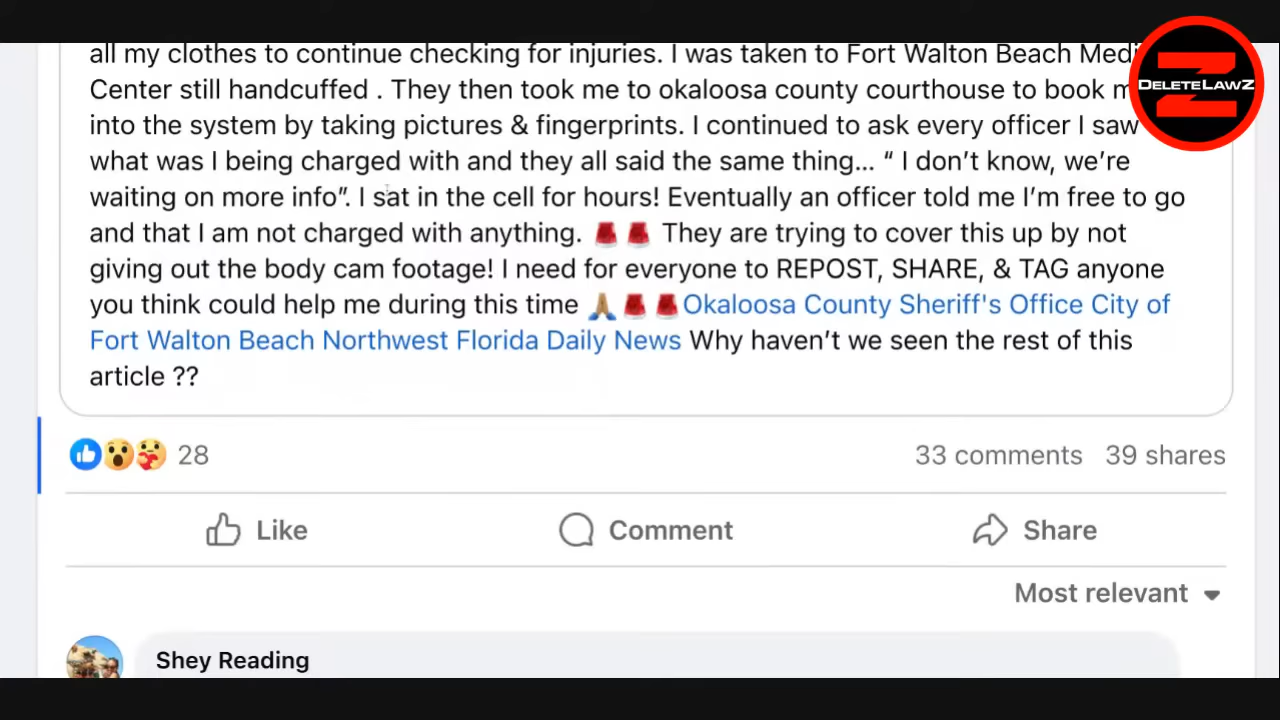 all my clothes to continue checking for injuries. I was taken to Fort Walton Beach Medi
Center still handcuffed . They then took me to okaloosa county courthouse to book m
into the system by taking pictures & fingerprints. I continued to ask every officer I saw
what was I being charged with and they all said the same thing... “ I don’t know, we’re
waiting on more info”. I sat in the cell for hours! Eventually an officer told me I’m free to go
and that I am not charged with anything. They are trying to cover this up by not
giving out the body cam footage! I need for everyone to REPOST, SHARE, & TAG anyone
you think could help me during this time 🙏🏽 Okaloosa County Sheriff's Office City of
Fort Walton Beach Northwest Florida Daily News Why haven’t we seen the rest of this
article ??
28
33 comments 39 shares
Like Comment Share
Most relevant
Shey Reading
DELETELAWZ